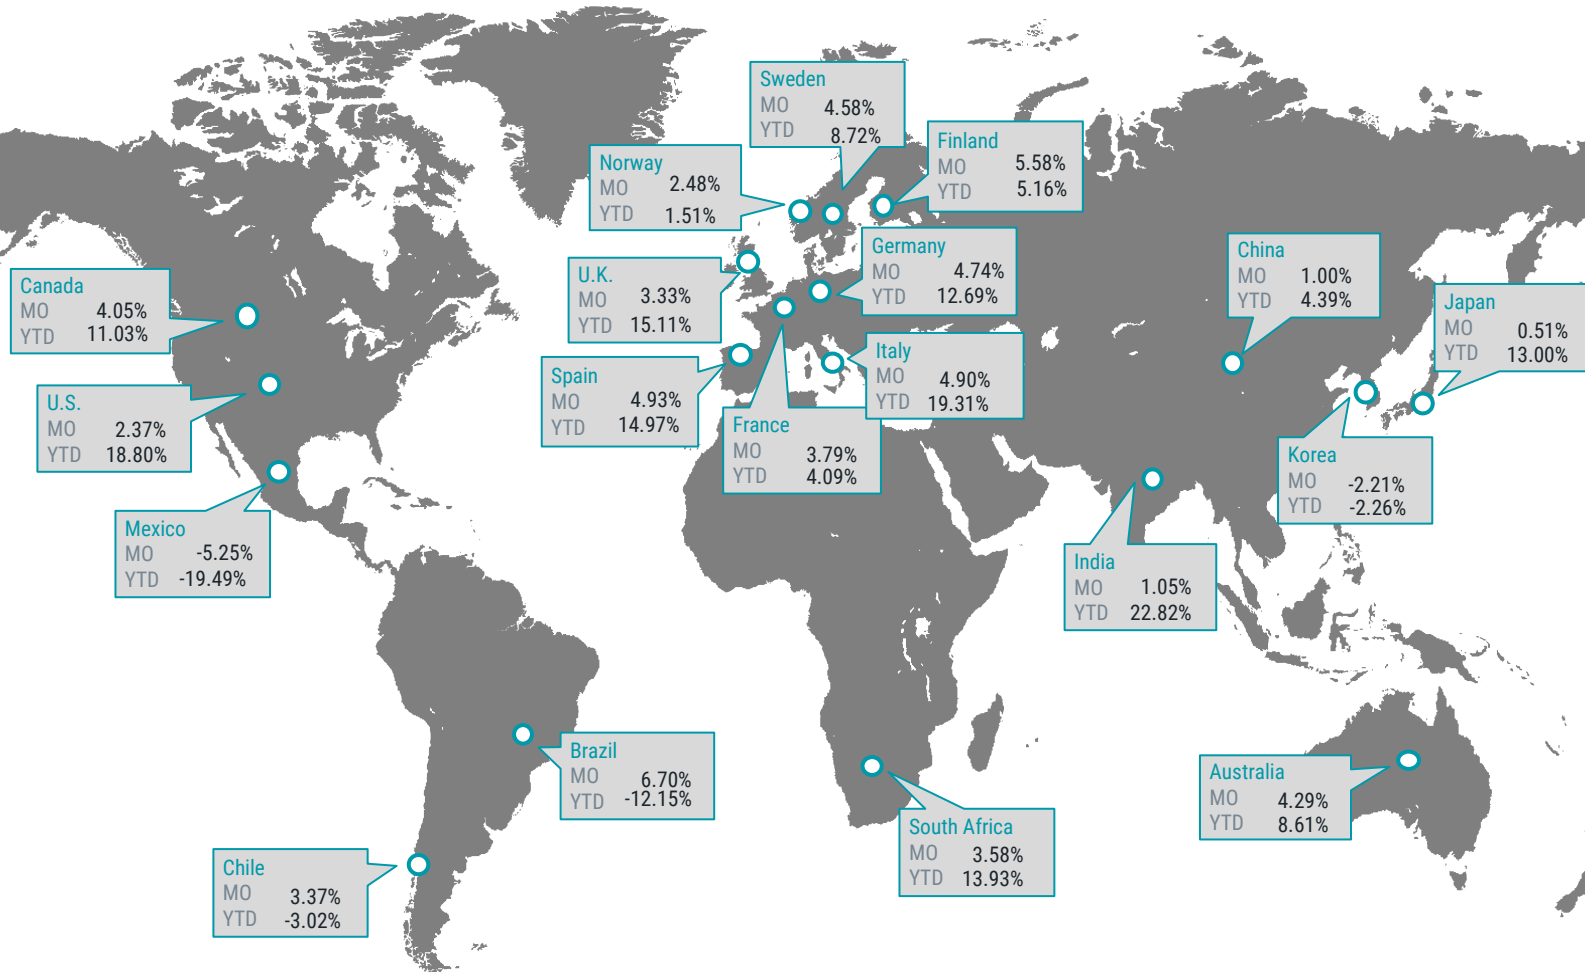 Sweden
MO 4.58%
YTD 8.72%
Finland
MO 5.58%
YTD 5.16%
Norway
MO 2.48%
YTD 1.51%
Germany
MO 4.74%
YTD 12.69%
China
MO 1.00%
YTD 4.39%
U.K.
MO 3.33%
YTD 15.11%
Canada
MO 4.05%
YTD 11.03%
Japan
MO 0.51%
YTD 13.00%
Italy
MO 4.90%
YTD 19.31%
Spain
MO 4.93%
YTD 14.97%
U.S.
MO 2.37%
YTD 18.80%
France
MO 3.79%
YTD 4.09%
Korea
MO -2.21%
YTD -2.26%
Mexico
MO -5.25%
YTD -19.49%
India
MO 1.05%
YTD 22.82%
Brazil
MO 6.70%
YTD -12.15%
Australia
MO 4.29%
YTD 8.61%
South Africa
MO 3.58%
YTD 13.93%
Chile
MO 3.37%
YTD -3.02%